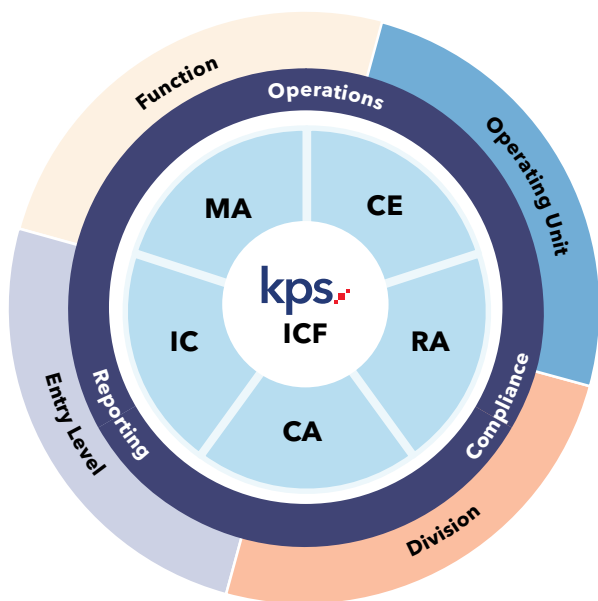 Function
Operations
Operating Unit
MA
CE
kps
ICF
IC
RA
CA
Reporting
Compliance
Entry Level
Division